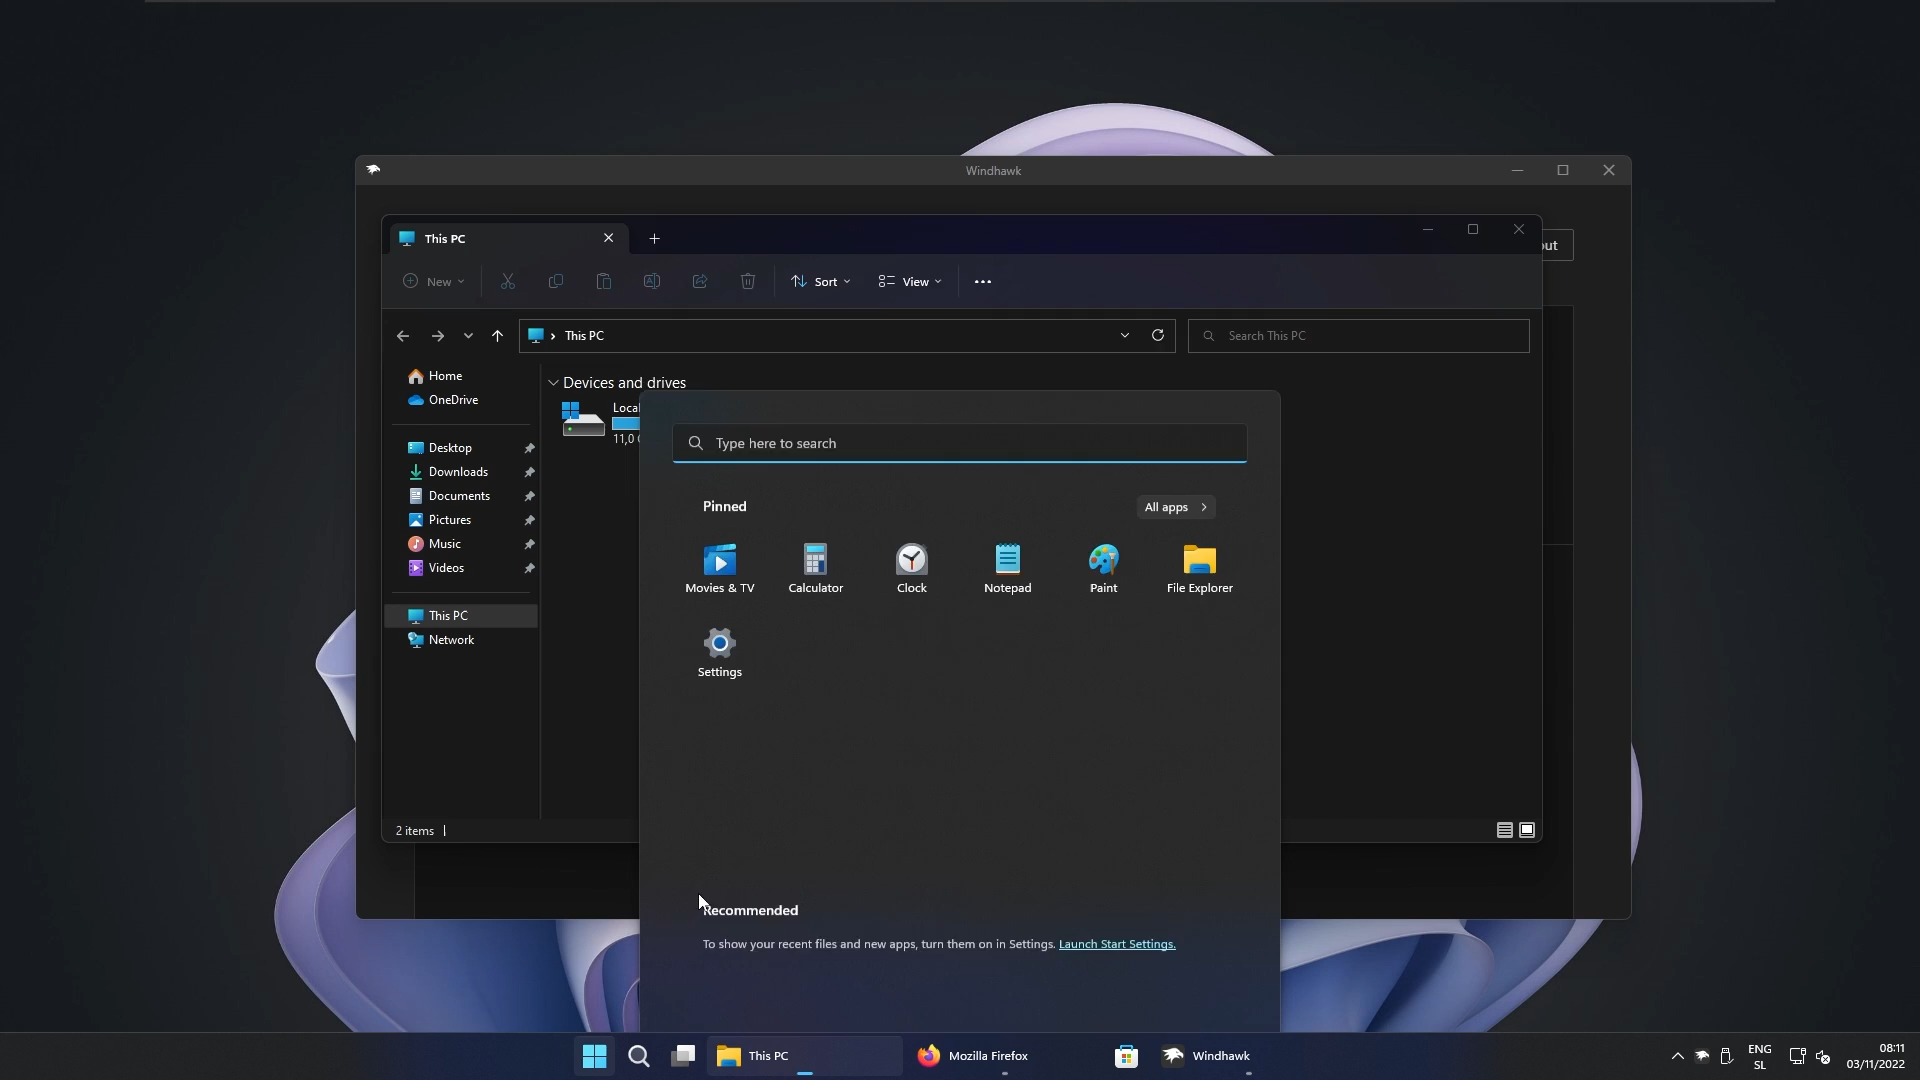 Windhawk
This PC
out
New
Sort
View
This PC
Search This PC
Home
OneDrive
Desktop
Downloads
Documents
Pictures
Music
Videos
This PC
Network
Devices and drives
Local
11,0 G
Type here to search
Pinned
All apps
Movies & TV
Calculator
Clock
Notepad
Paint
File Explorer
Settings
Recommended
To show your recent files and new apps, turn them on in Settings. Launch Start Settings.
2 items
This PC
Mozilla Firefox
Windhawk
ENG
SL
08:11
03/11/2022